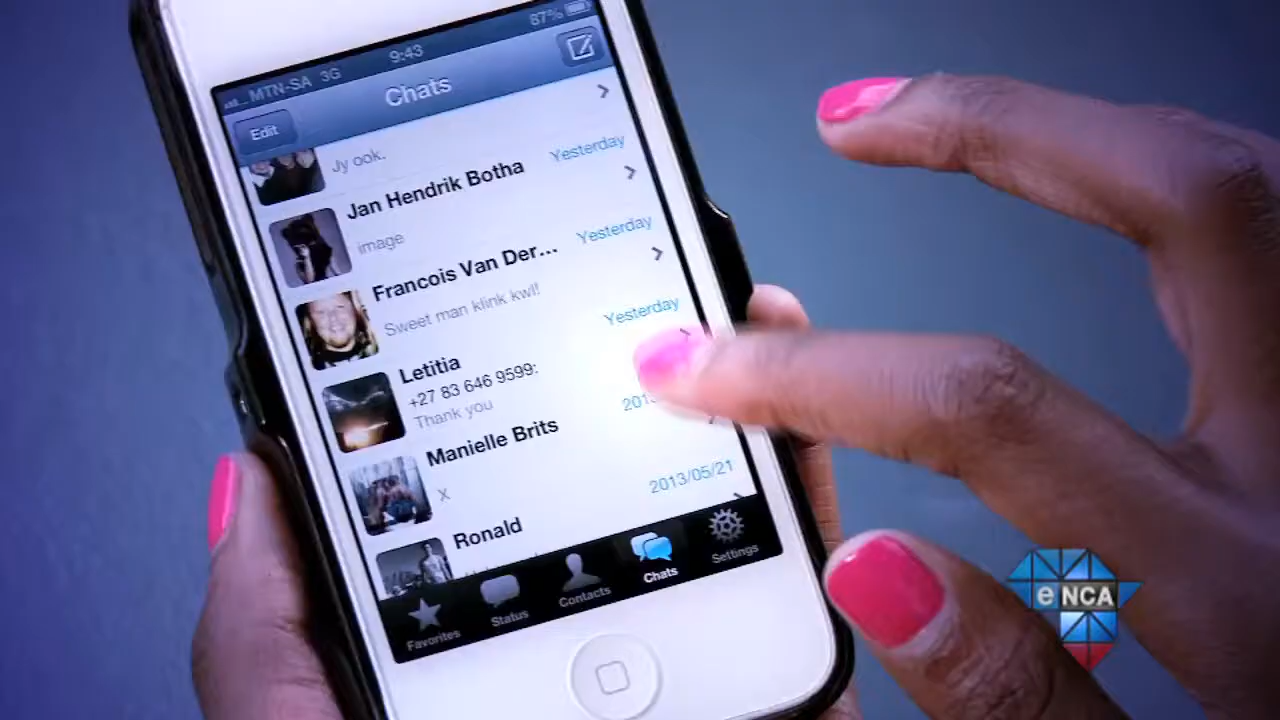 MTN-SA 3G 9:43 87%
Edit Chats
Jy ook.
Jan Hendrik Botha Yesterday
image
Francois Van Der... Yesterday
Sweet man klink kwl!
Letitia Yesterday
+27 83 646 9599:
Thank you
Manielle Brits
X
Ronald 2013/05/21
Favorites Status Contacts Chats Settings
eNCA